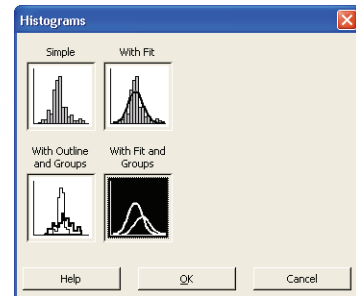 Histograms
Simple
With Fit
With Outline
and Groups
With Fit and
Groups
Help
OK
Cancel